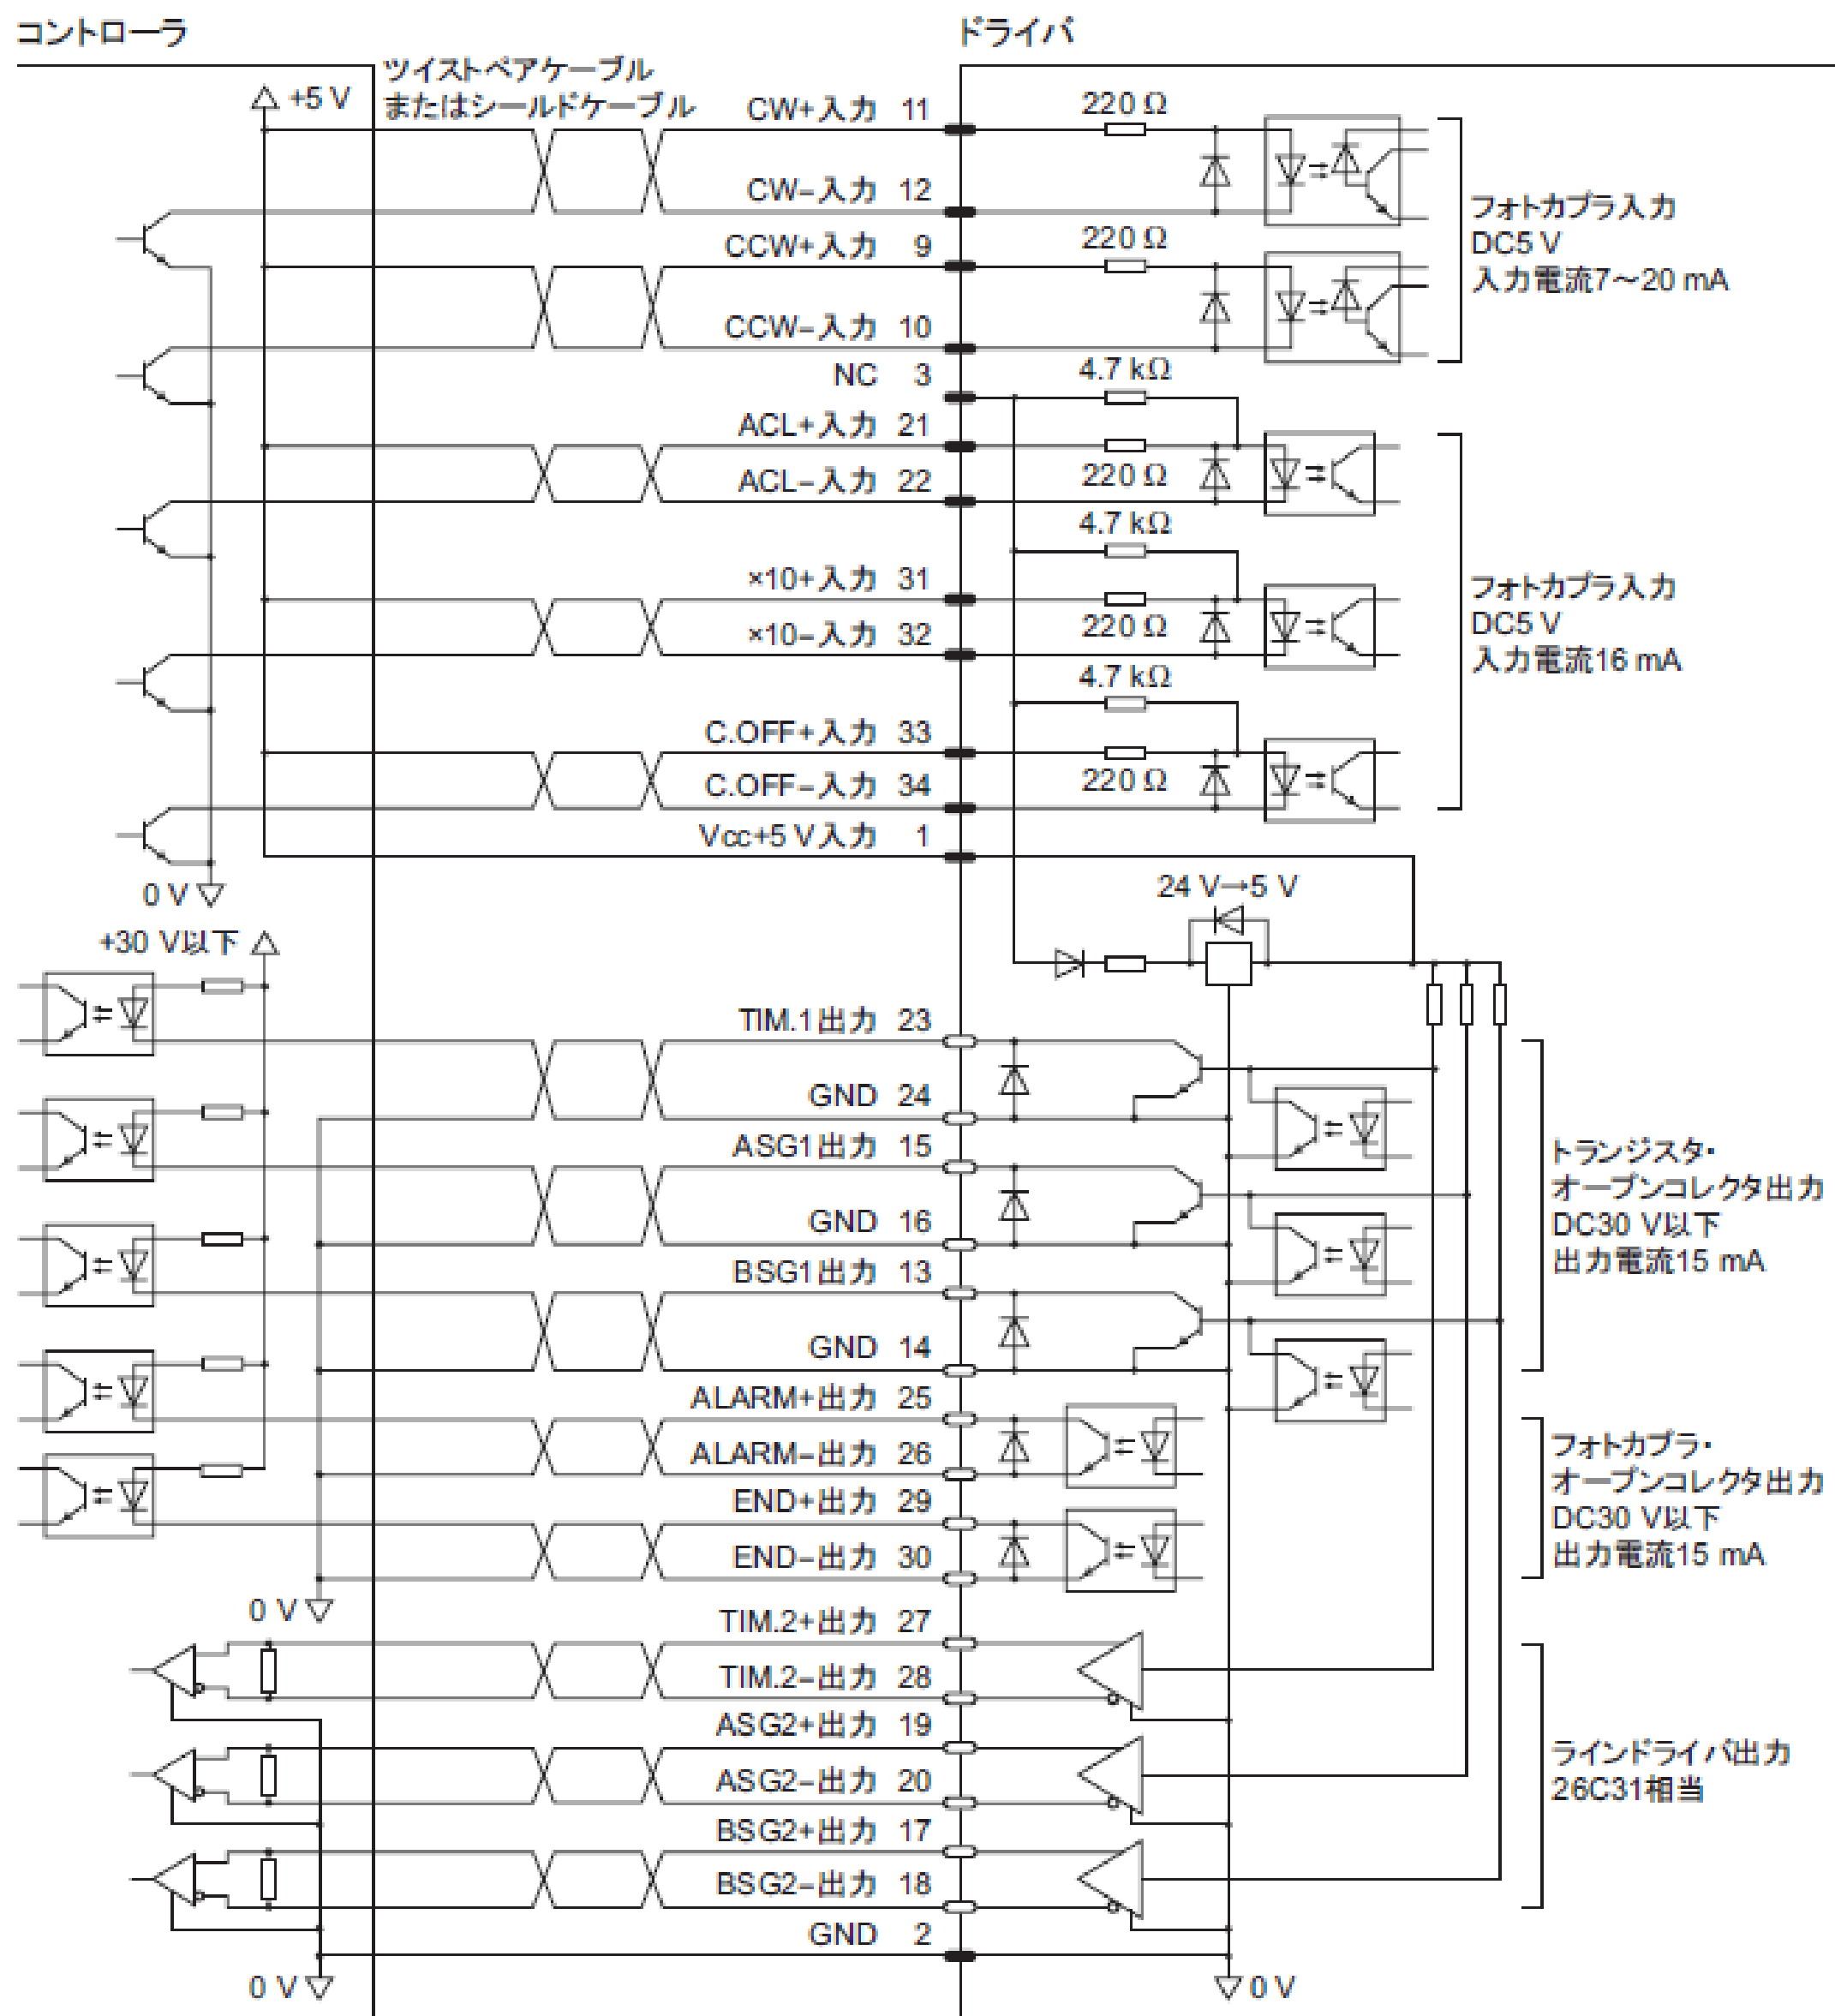 コントローラ
ドライバ
ツイストペアケーブル
またはシールドケーブル
+5 V
CW+入力 11
220 Ω
CW-入力 12
フォトカプラ入力
DC5 V
入力電流7～20 mA
CCW+入力 9
220 Ω
CCW-入力 10
NC 3
4.7 kΩ
ACL+入力 21
220 Ω
ACL-入力 22
4.7 kΩ
×10+入力 31
220 Ω
×10-入力 32
フォトカプラ入力
DC5 V
入力電流16 mA
4.7 kΩ
C.OFF+入力 33
220 Ω
C.OFF-入力 34
Vcc+5 V入力 1
0 V
24 V→5 V
+30 V以下
TIM.1出力 23
GND 24
ASG1出力 15
GND 16
BSG1出力 13
GND 14
トランジスタ・
オープンコレクタ出力
DC30 V以下
出力電流15 mA
ALARM+出力 25
ALARM-出力 26
END+出力 29
END-出力 30
フォトカプラ・
オープンコレクタ出力
DC30 V以下
出力電流15 mA
0 V
TIM.2+出力 27
TIM.2-出力 28
ASG2+出力 19
ASG2-出力 20
BSG2+出力 17
BSG2-出力 18
ラインドライバ出力
26C31相当
GND 2
0 V
0 V